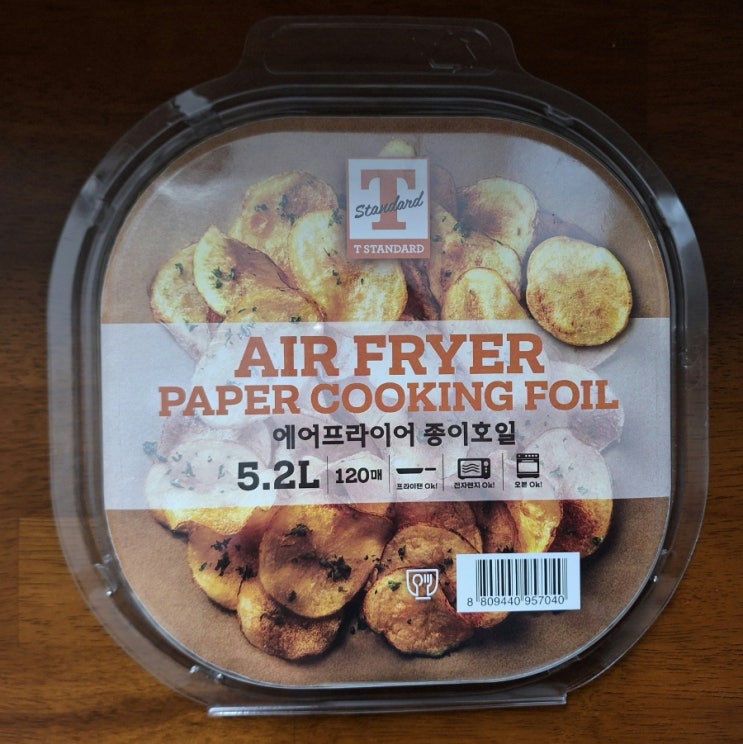 T
Standard
T STANDARD
AIR FRYER
PAPER COOKING FOIL
에어프라이어 종이호일
5.2L 120매 프라이팬 Ok! 전자렌지 Ok! 오븐 Ok!
8 809440 957040